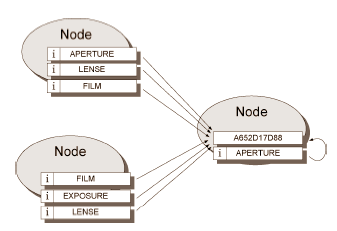 Node
i APERTURE
i LENSE
i FILM
Node
i FILM
i EXPOSURE
i LENSE
Node
A652D17D88
i APERTURE